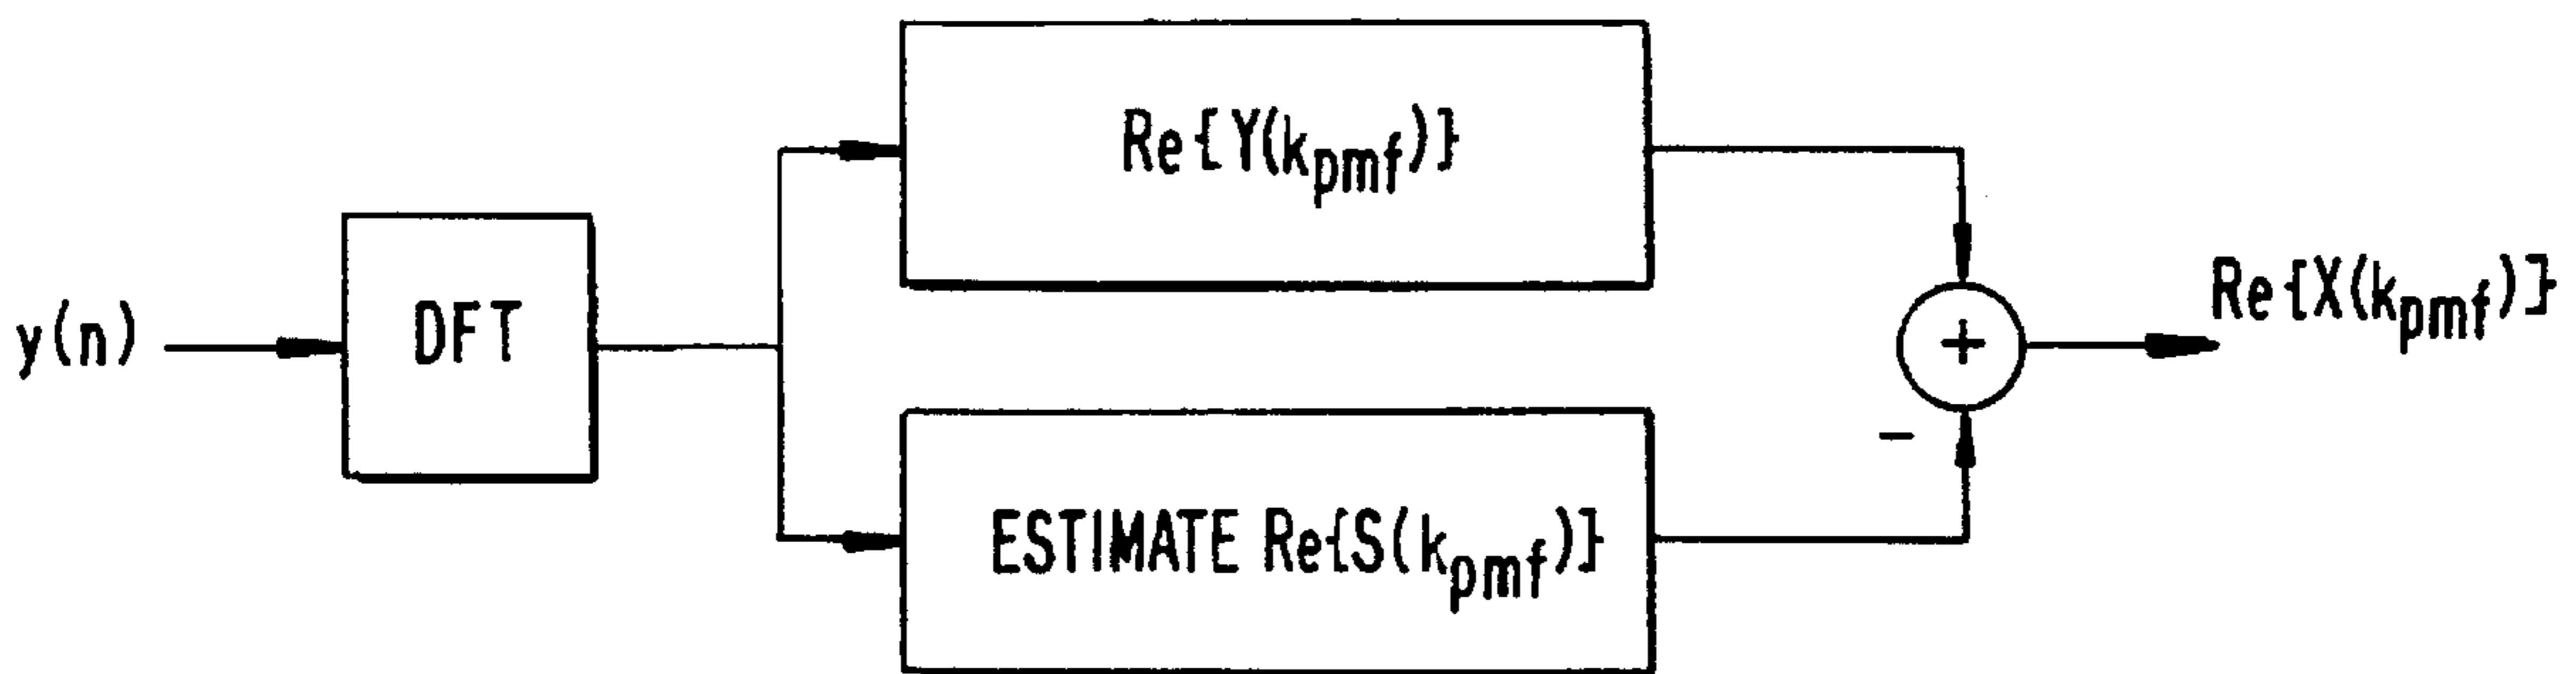 y(n)
DFT
Re{Y(k_pmf)}
ESTIMATE Re{S(k_pmf)}
+
-
Re{X(k_pmf)}